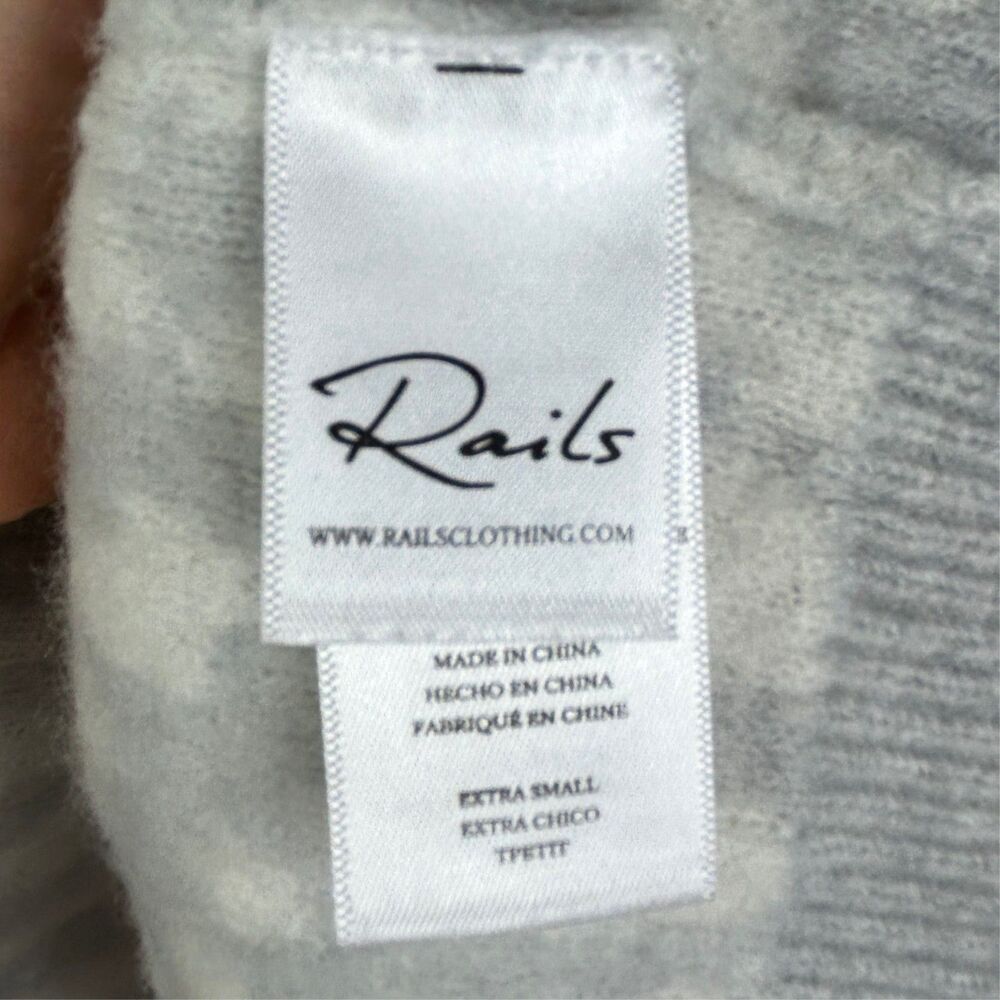 Rails
WWW.RAILSCLOTHING.COM
MADE IN CHINA
HECHO EN CHINA
FABRIQUÉ EN CHINE
EXTRA SMALL
EXTRA CHICO
TPETIT